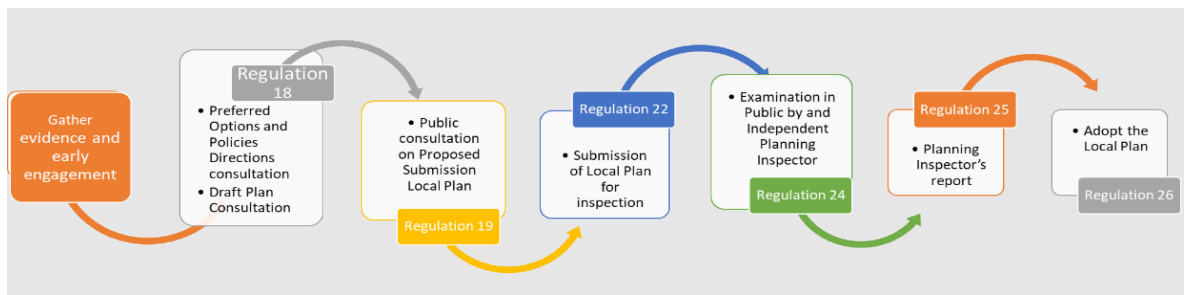 Gather
evidence and
early
engagement
Regulation
18
• Preferred
Options and
Policies
Directions
consultation
• Draft Plan
Consultation
• Public
consultation
on Proposed
Submission
Local Plan
Regulation 19
Regulation 22
• Submission
of Local Plan
for
inspection
• Examination in
Public by and
Independent
Planning
Inspector
Regulation 24
Regulation 25
• Planning
Inspector's
report
• Adopt the
Local Plan
Regulation 26